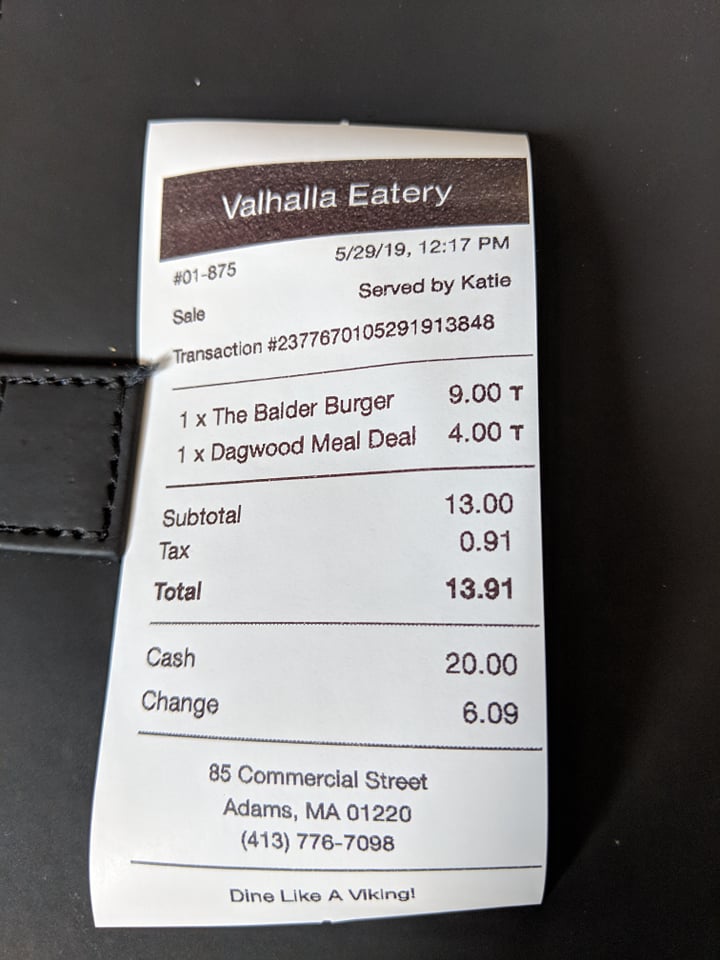 Valhalla Eatery
5/29/19, 12:17 PM
#01-875
Served by Katie
Sale
Transaction #2377670105291913848
1 x The Balder Burger 9.00 T
1 x Dagwood Meal Deal 4.00 T
Subtotal 13.00
Tax 0.91
Total 13.91
Cash 20.00
Change 6.09
85 Commercial Street
Adams, MA 01220
(413) 776-7098
Dine Like A Viking!